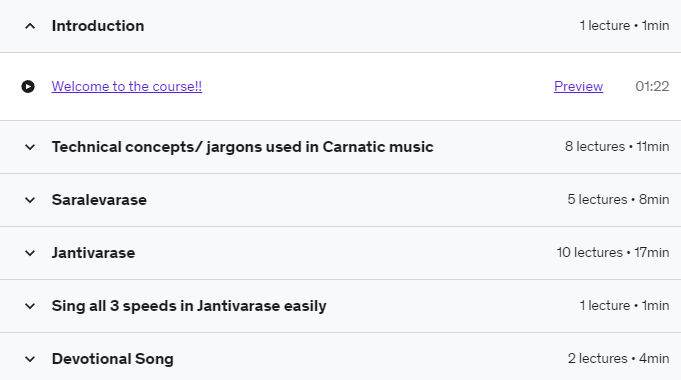 Introduction 1 lecture • 1min
Welcome to the course!! Preview 01:22
Technical concepts/ jargons used in Carnatic music 8 lectures • 11min
Saralevarase 5 lectures • 8min
Jantivarase 10 lectures • 17min
Sing all 3 speeds in Jantivarase easily 1 lecture • 1min
Devotional Song 2 lectures • 4min